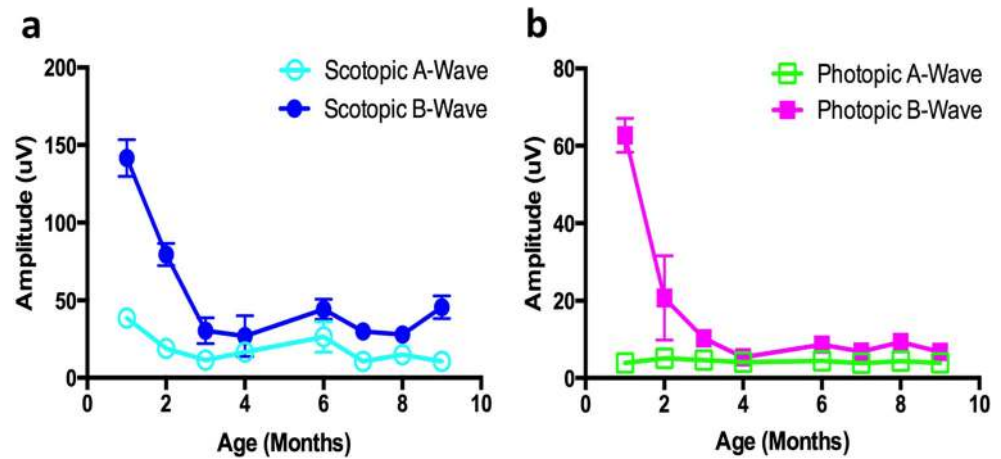 a
Scotopic A-Wave
Scotopic B-Wave
Amplitude (uV)
200
150
100
50
0
0 2 4 6 8 10
Age (Months)
b
Photopic A-Wave
Photopic B-Wave
Amplitude (uV)
80
60
40
20
0
0 2 4 6 8 10
Age (Months)